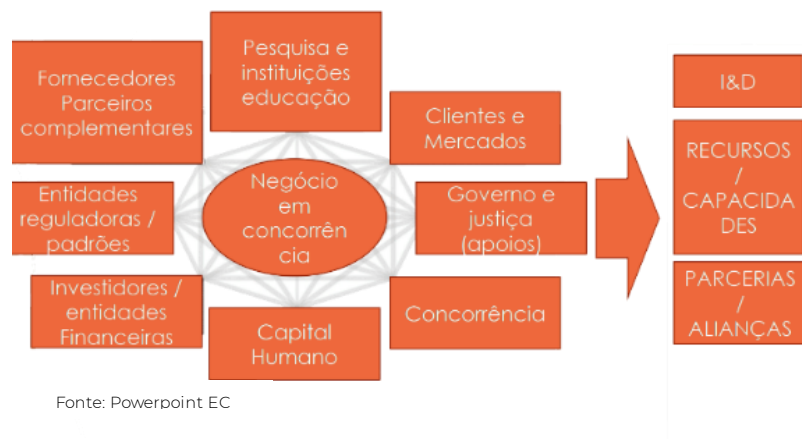 Fornecedores
Parceiros
complementares
Pesquisa e
instituições
educação
Clientes e
Mercados
Entidades
reguladoras /
padrões
Negócio
em
concorrên
cia
Governo e
justiça
(apoios)
Investidores /
entidades
Financeiras
Capital
Humano
Concorrência
I&D
RECURSOS
/
CAPACIDA
DES
PARCERIAS
/
ALIANÇAS
Fonte: Powerpoint EC